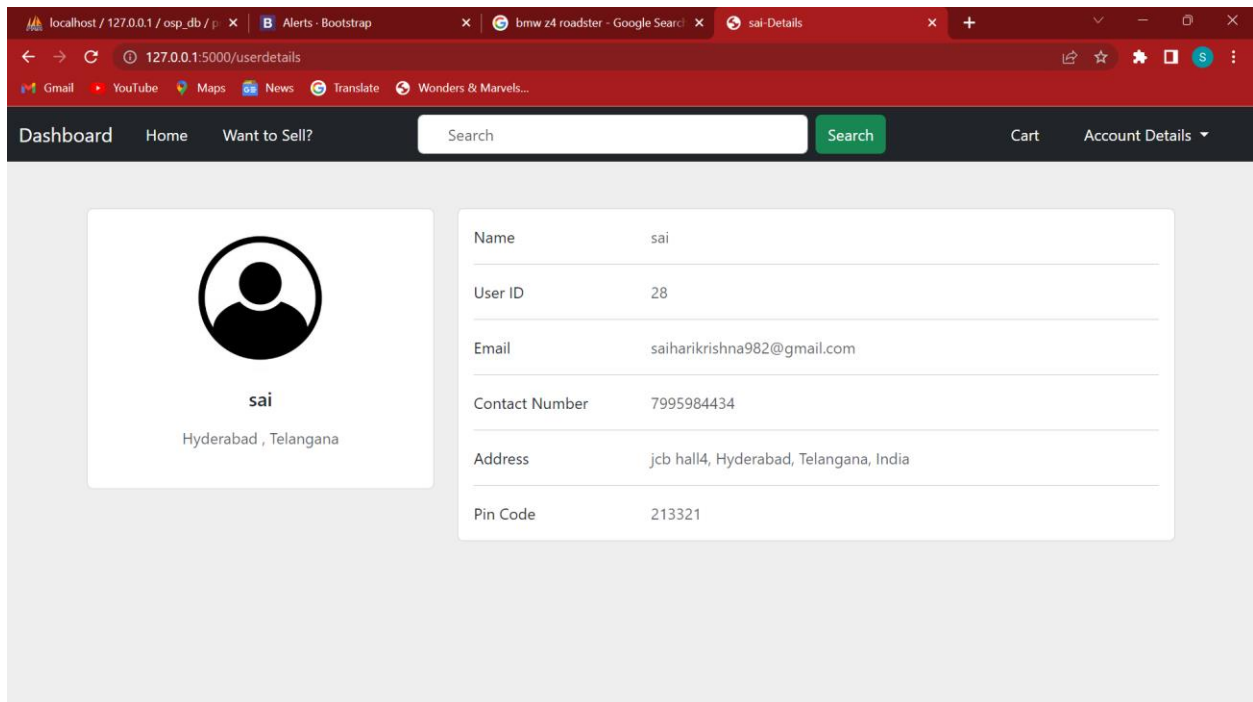 localhost / 127.0.0.1 / osp_db / p
Alerts · Bootstrap
bmw z4 roadster - Google Searc
sai-Details
127.0.0.1:5000/userdetails
S
Gmail YouTube Maps News Translate Wonders & Marvels...
Dashboard Home Want to Sell? Search Search Cart Account Details
sai
Hyderabad , Telangana
Name sai
User ID 28
Email saiharikrishna982@gmail.com
Contact Number 7995984434
Address jcb hall4, Hyderabad, Telangana, India
Pin Code 213321